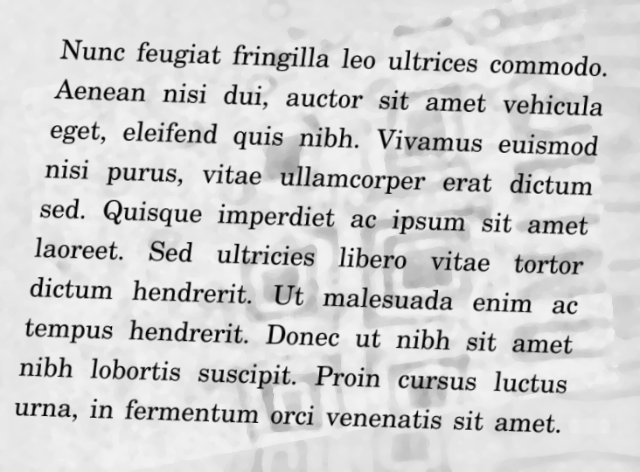 Nunc feugiat fringilla leo ultrices commodo.
Aenean nisi dui, auctor sit amet vehicula
eget, eleifend quis nibh. Vivamus euismod
nisi purus, vitae ullamcorper erat dictum
sed. Quisque imperdiet ac ipsum sit amet
laoreet. Sed ultricies libero vitae tortor
dictum hendrerit. Ut malesuada enim ac
tempus hendrerit. Donec ut nibh sit amet
nibh lobortis suscipit. Proin cursus luctus
urna, in fermentum orci venenatis sit amet.